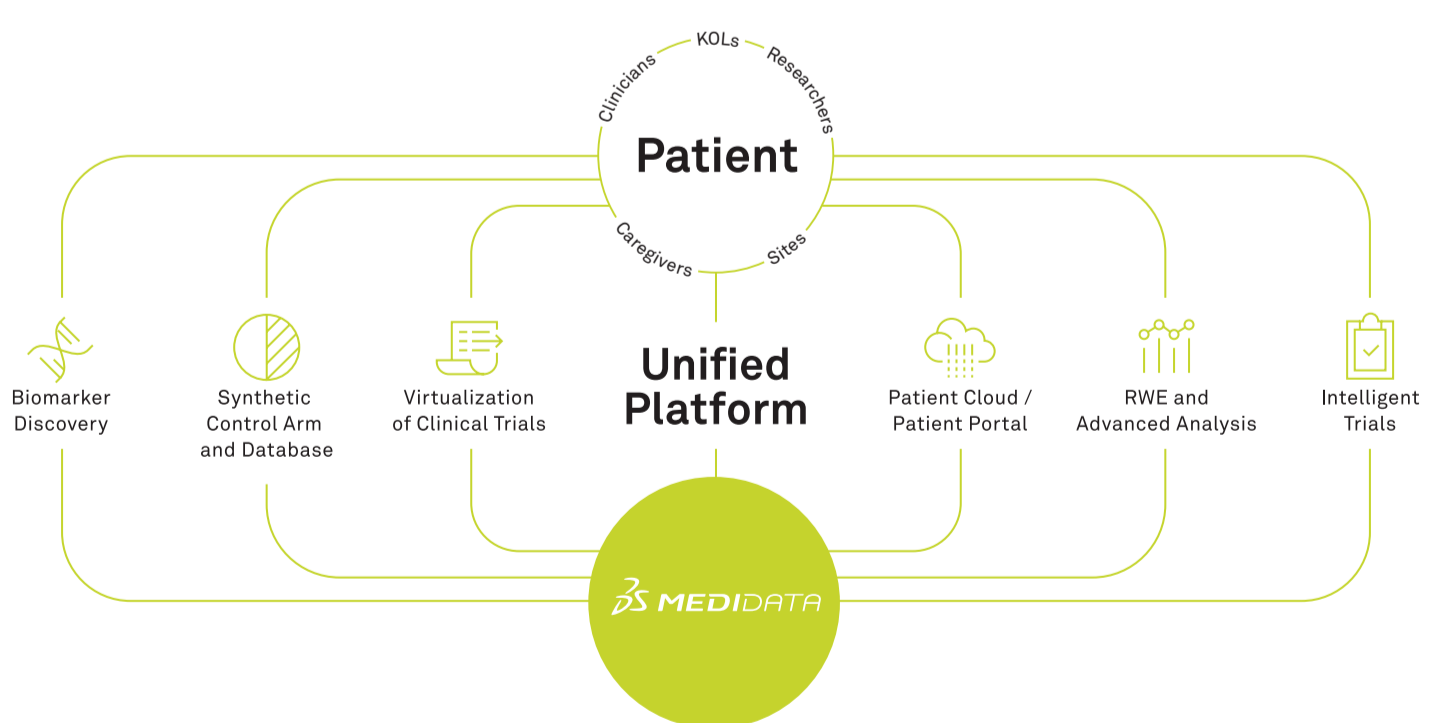 KOLs
Clinicians
Researchers
Patient
Caregivers
Sites
Unified
Platform
Biomarker
Discovery
Synthetic
Control Arm
and Database
Virtualization
of Clinical Trials
Patient Cloud /
Patient Portal
RWE and
Advanced Analysis
Intelligent
Trials
3DS MEDIDATA